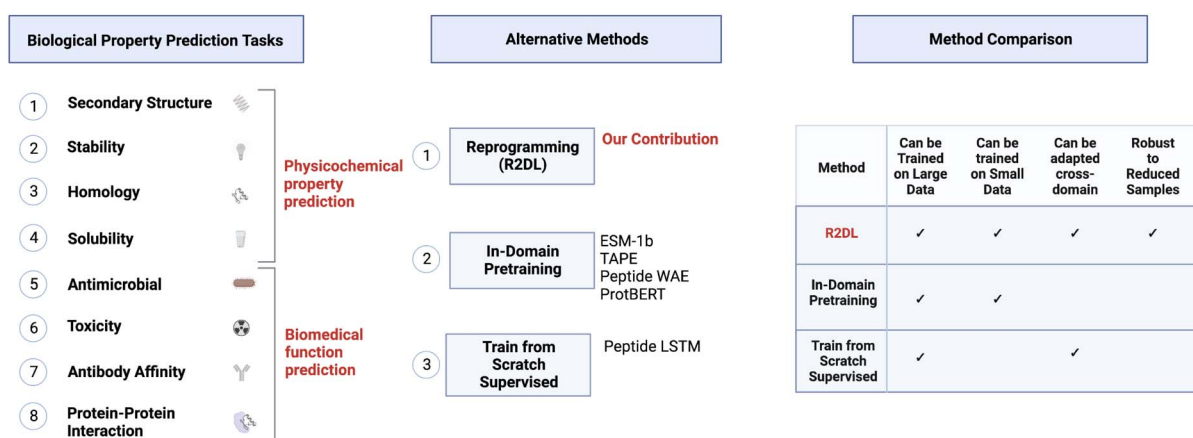 Biological Property Prediction Tasks
1 Secondary Structure
2 Stability
3 Homology
4 Solubility
5 Antimicrobial
6 Toxicity
7 Antibody Affinity
8 Protein-Protein
Interaction
Physicochemical
property
prediction
Biomedical
function
prediction
Alternative Methods
1 Reprogramming
(R2DL)
Our Contribution
2 In-Domain
Pretraining
ESM-1b
TAPE
Peptide WAE
ProtBERT
3 Train from
Scratch
Supervised
Peptide LSTM
Method Comparison
Method
Can be
Trained
on Large
Data
Can be
trained
on Small
Data
Can be
adapted
cross-
domain
Robust
to
Reduced
Samples
R2DL ✓ ✓ ✓ ✓
In-Domain
Pretraining ✓ ✓
Train from
Scratch
Supervised ✓ ✓